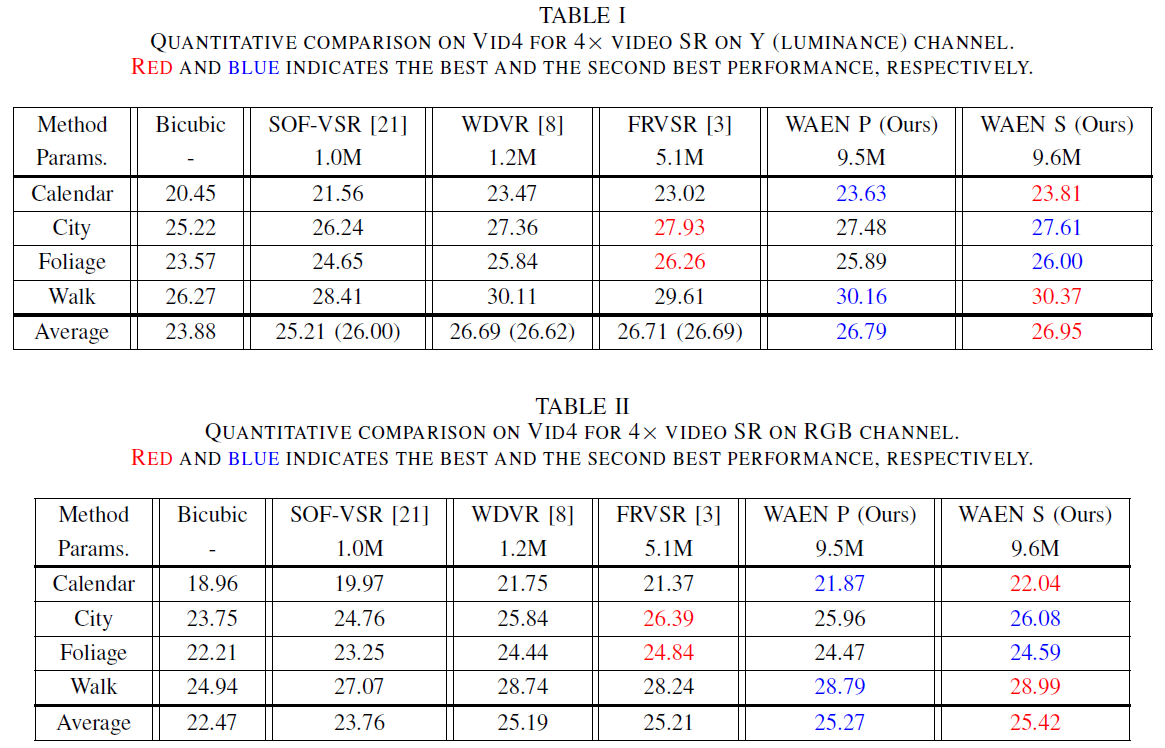 TABLE I
QUANTITATIVE COMPARISON ON VID4 FOR 4× VIDEO SR ON Y (LUMINANCE) CHANNEL.
RED AND BLUE INDICATES THE BEST AND THE SECOND BEST PERFORMANCE, RESPECTIVELY.
Method Bicubic SOF-VSR [21] WDVR [8] FRVSR [3] WAEN P (Ours) WAEN S (Ours)
Params. - 1.0M 1.2M 5.1M 9.5M 9.6M
Calendar 20.45 21.56 23.47 23.02 23.63 23.81
City 25.22 26.24 27.36 27.93 27.48 27.61
Foliage 23.57 24.65 25.84 26.26 25.89 26.00
Walk 26.27 28.41 30.11 29.61 30.16 30.37
Average 23.88 25.21 (26.00) 26.69 (26.62) 26.71 (26.69) 26.79 26.95
TABLE II
QUANTITATIVE COMPARISON ON VID4 FOR 4× VIDEO SR ON RGB CHANNEL.
RED AND BLUE INDICATES THE BEST AND THE SECOND BEST PERFORMANCE, RESPECTIVELY.
Method Bicubic SOF-VSR [21] WDVR [8] FRVSR [3] WAEN P (Ours) WAEN S (Ours)
Params. - 1.0M 1.2M 5.1M 9.5M 9.6M
Calendar 18.96 19.97 21.75 21.37 21.87 22.04
City 23.75 24.76 25.84 26.39 25.96 26.08
Foliage 22.21 23.25 24.44 24.84 24.47 24.59
Walk 24.94 27.07 28.74 28.24 28.79 28.99
Average 22.47 23.76 25.19 25.21 25.27 25.42